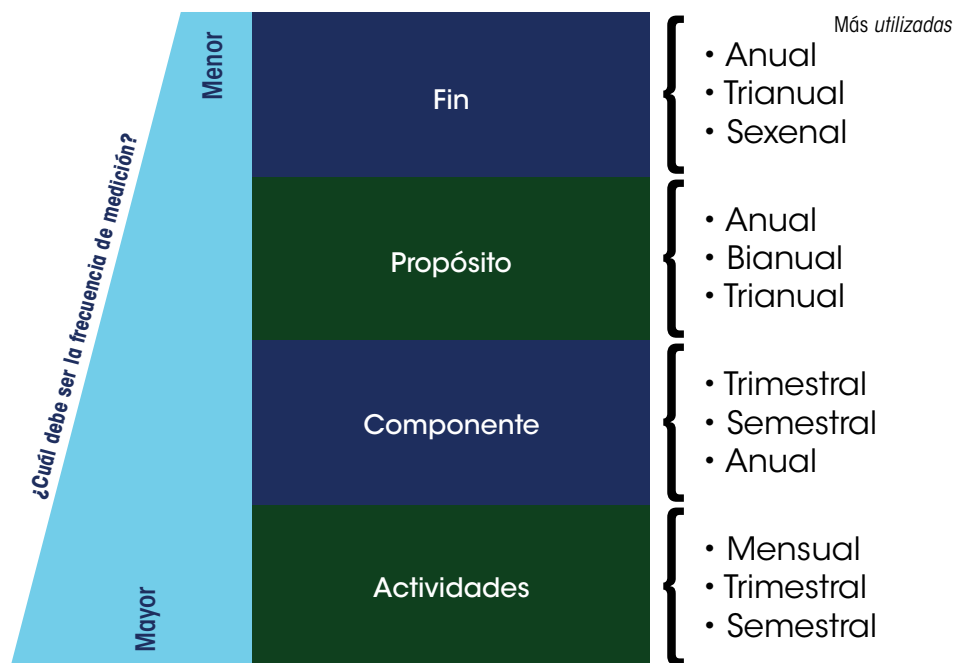 Más utilizadas
¿Cuál debe ser la frecuencia de medición?
Menor
Fin
• Anual
• Trianual
• Sexenal
Propósito
• Anual
• Bianual
• Trianual
Componente
• Trimestral
• Semestral
• Anual
Mayor
Actividades
• Mensual
• Trimestral
• Semestral